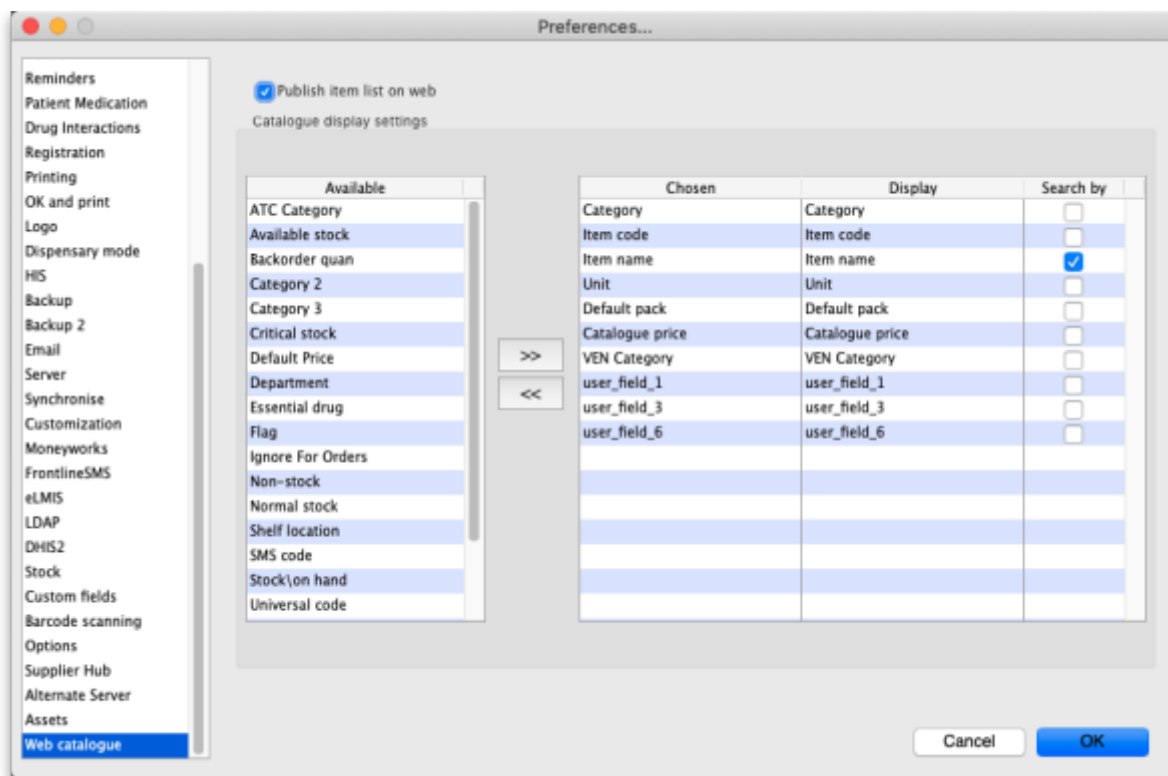 Preferences...
Reminders
Patient Medication
Drug Interactions
Registration
Printing
OK and print
Logo
Dispensary mode
HIS
Backup
Backup 2
Email
Server
Synchronise
Customization
Moneyworks
FrontlineSMS
eLMIS
LDAP
DHIS2
Stock
Custom fields
Barcode scanning
Options
Supplier Hub
Alternate Server
Assets
Web catalogue
Publish item list on web
Catalogue display settings
Available
ATC Category
Available stock
Backorder quan
Category 2
Category 3
Critical stock
Default Price
Department
Essential drug
Flag
Ignore For Orders
Non-stock
Normal stock
Shelf location
SMS code
Stock\on hand
Universal code
>>
<<
Chosen Display Search by
Category Category
Item code Item code
Item name Item name
Unit Unit
Default pack Default pack
Catalogue price Catalogue price
VEN Category VEN Category
user_field_1 user_field_1
user_field_3 user_field_3
user_field_6 user_field_6
Cancel OK